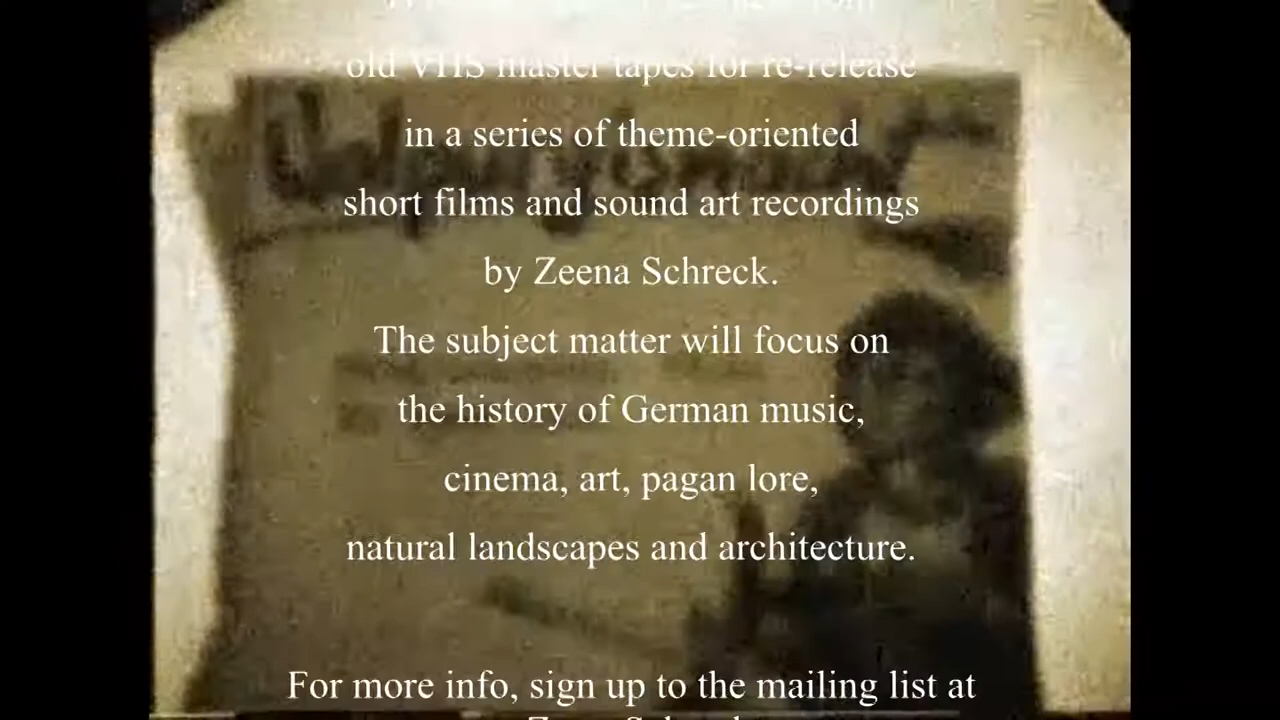 old VHS master tapes for re-release
in a series of theme-oriented
short films and sound art recordings
by Zeena Schreck.
The subject matter will focus on
the history of German music,
cinema, art, pagan lore,
natural landscapes and architecture.
For more info, sign up to the mailing list at